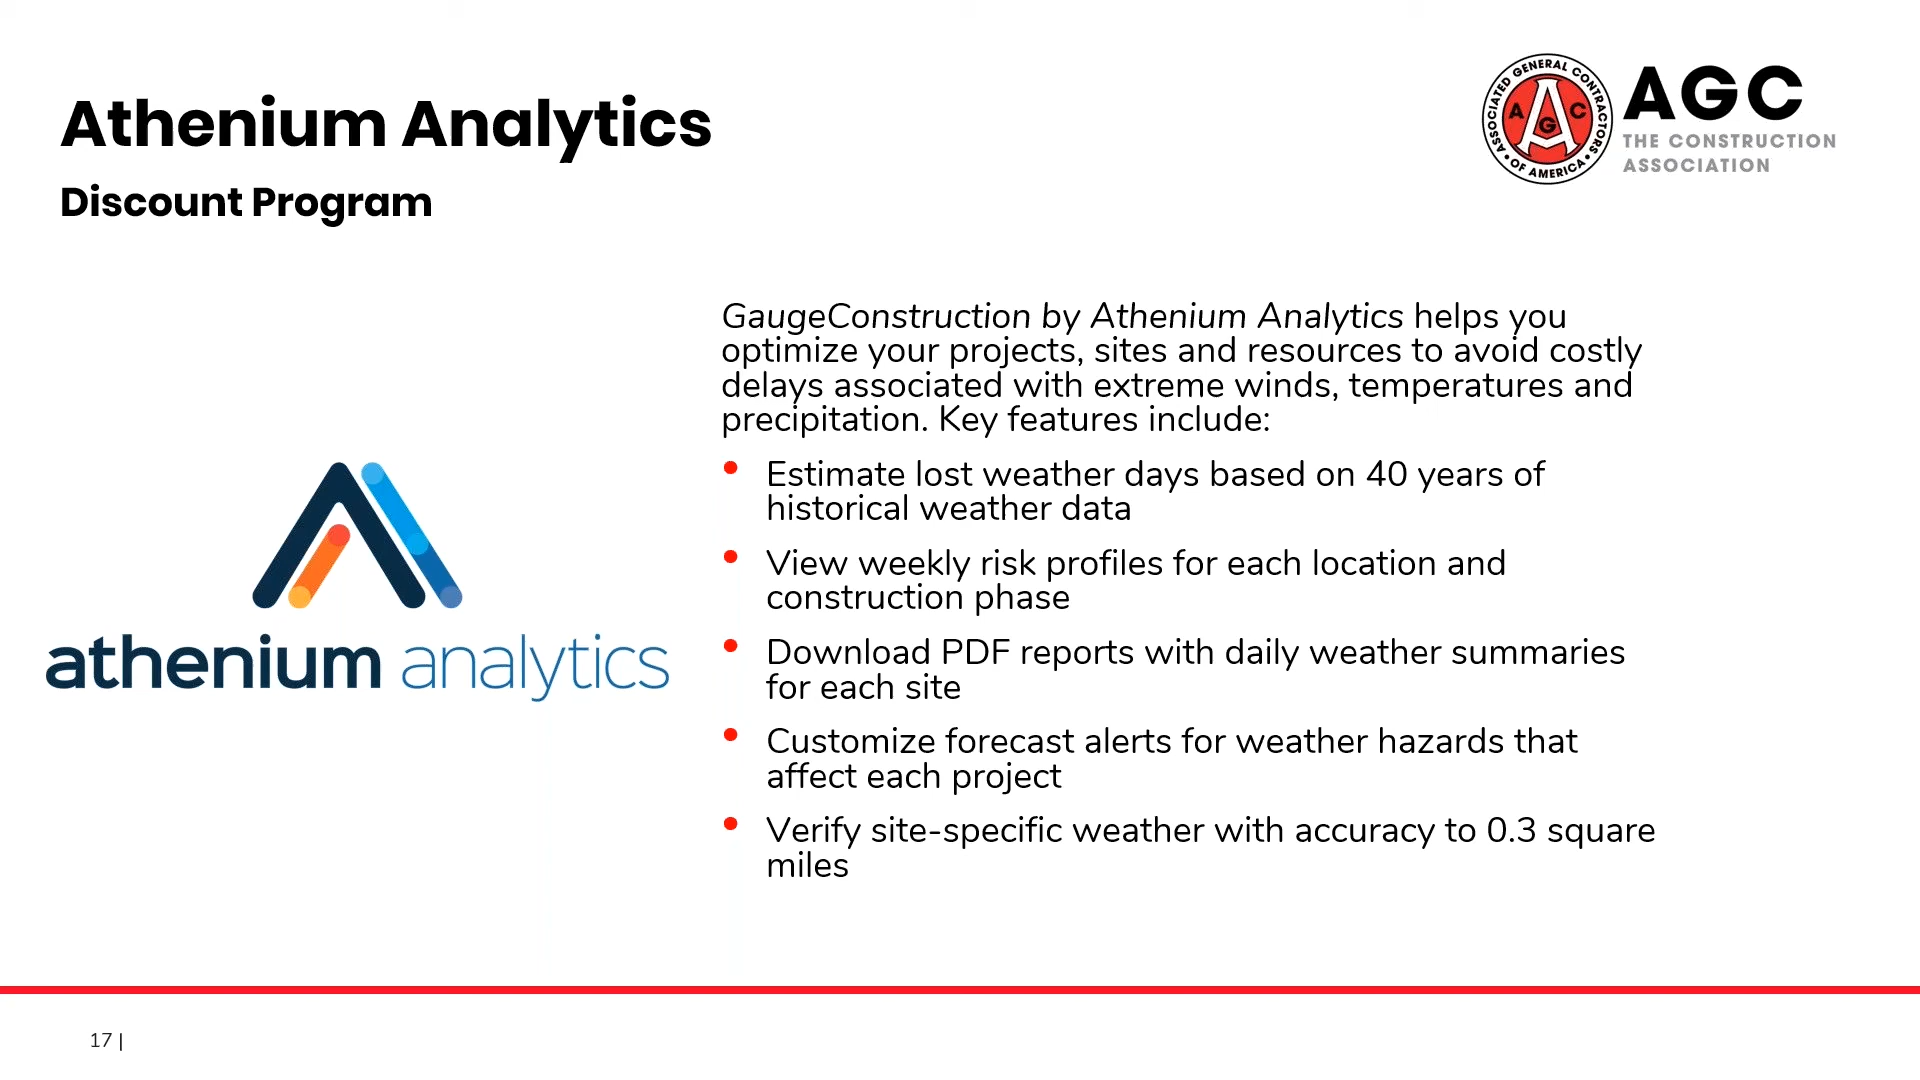 Athenium Analytics
Discount Program
ASSOCIATED GENERAL CONTRACTORS
OF AMERICA
A G C
AGC
THE CONSTRUCTION
ASSOCIATION
GaugeConstruction by Athenium Analytics helps you
optimize your projects, sites and resources to avoid costly
delays associated with extreme winds, temperatures and
precipitation. Key features include:
• Estimate lost weather days based on 40 years of
historical weather data
• View weekly risk profiles for each location and
construction phase
• Download PDF reports with daily weather summaries
for each site
• Customize forecast alerts for weather hazards that
affect each project
• Verify site-specific weather with accuracy to 0.3 square
miles
athenium analytics
17 |